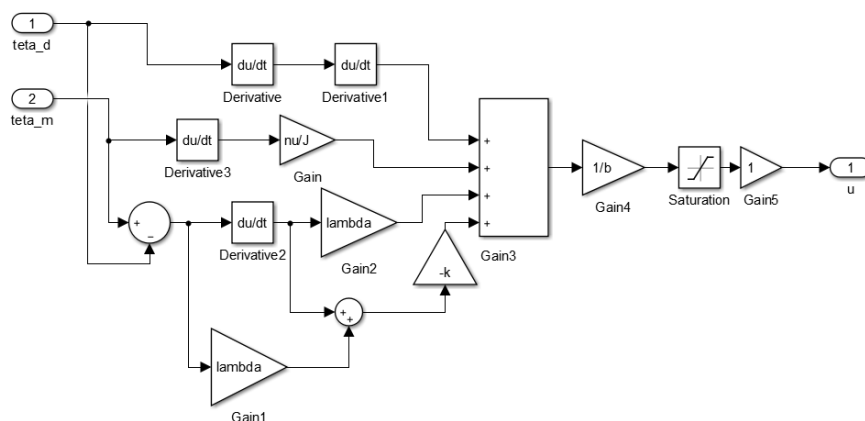 1
teta_d
du/dt
Derivative
du/dt
Derivative1
2
teta_m
du/dt
Derivative3
nu/J
Gain
+
−
du/dt
Derivative2
lambda
Gain2
+
+
+
+
Gain3
-k
+
+
lambda
Gain1
1/b
Gain4
Saturation
1
Gain5
1
u